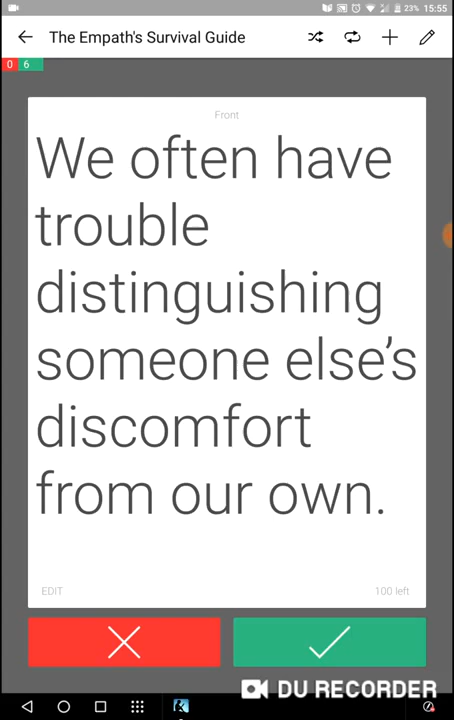 23% 15:55
The Empath's Survival Guide
0 6
Front
We often have
trouble
distinguishing
someone else’s
discomfort
from our own.
EDIT 100 left
DU RECORDER